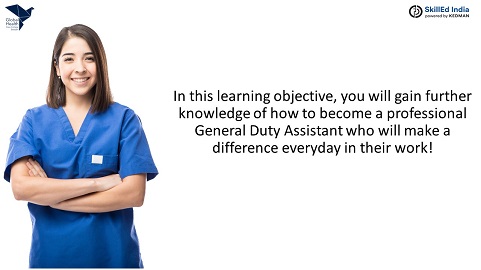 Global
Health
SkillEd India
powered by KEDMAN
In this learning objective, you will gain further
knowledge of how to become a professional
General Duty Assistant who will make a
difference everyday in their work!